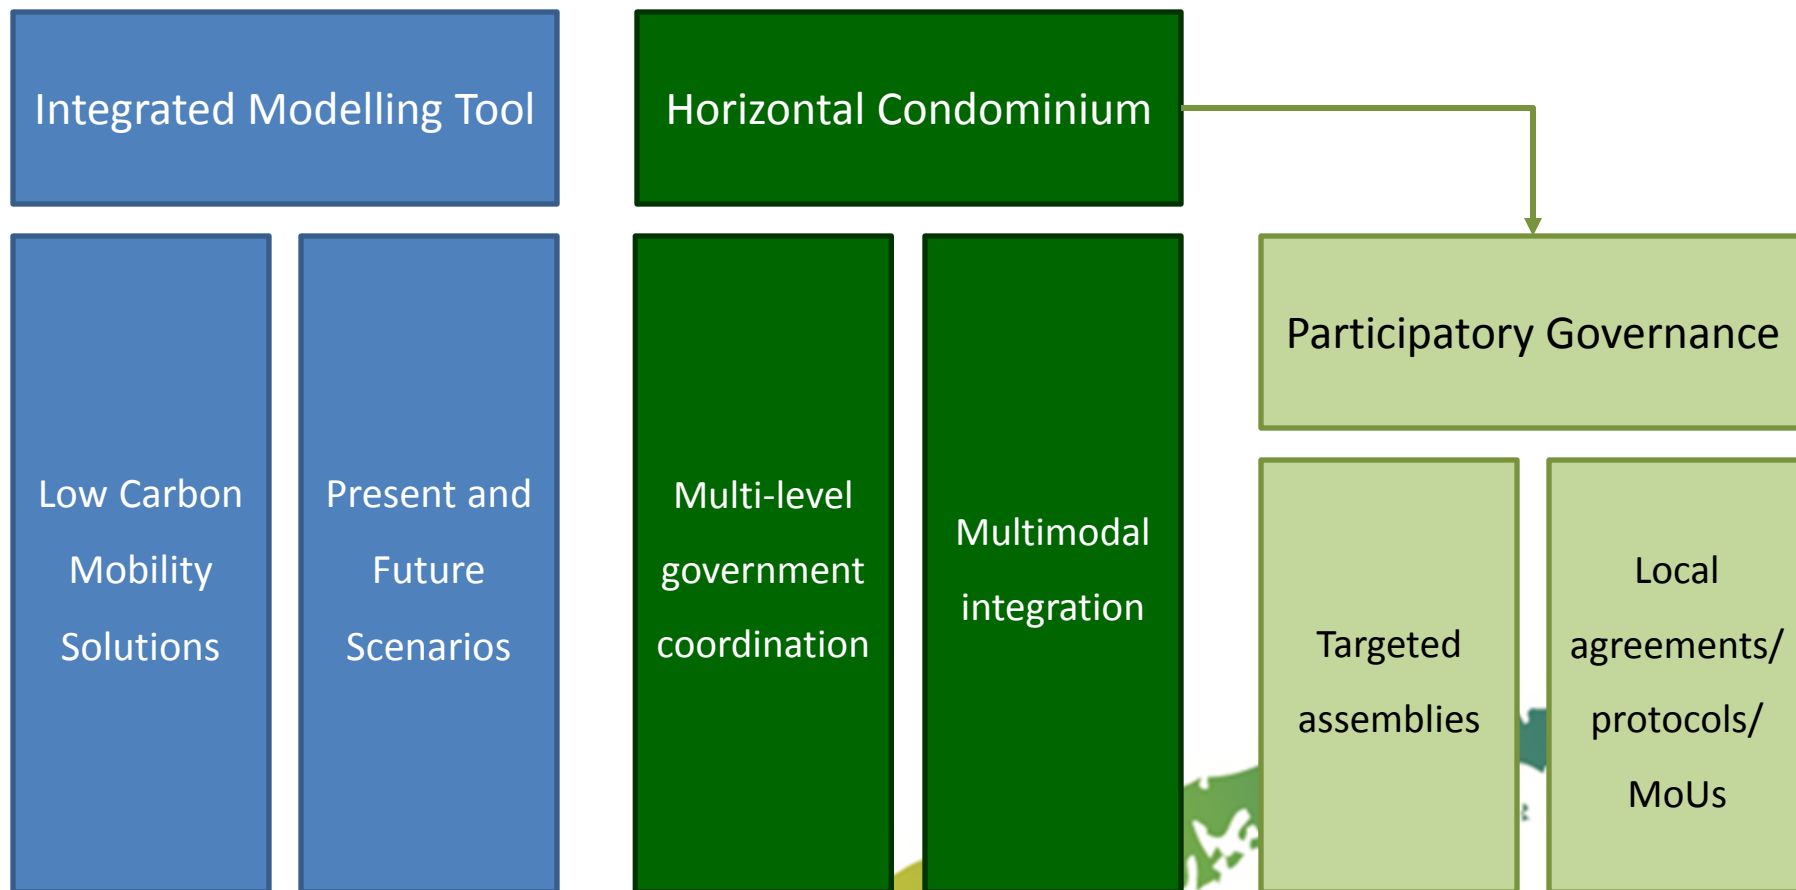 Integrated Modelling Tool
Horizontal Condominium
Low Carbon
Mobility
Solutions
Present and
Future
Scenarios
Multi-level
government
coordination
Multimodal
integration
Participatory Governance
Targeted
assemblies
Local
agreements/
protocols/
MoUs